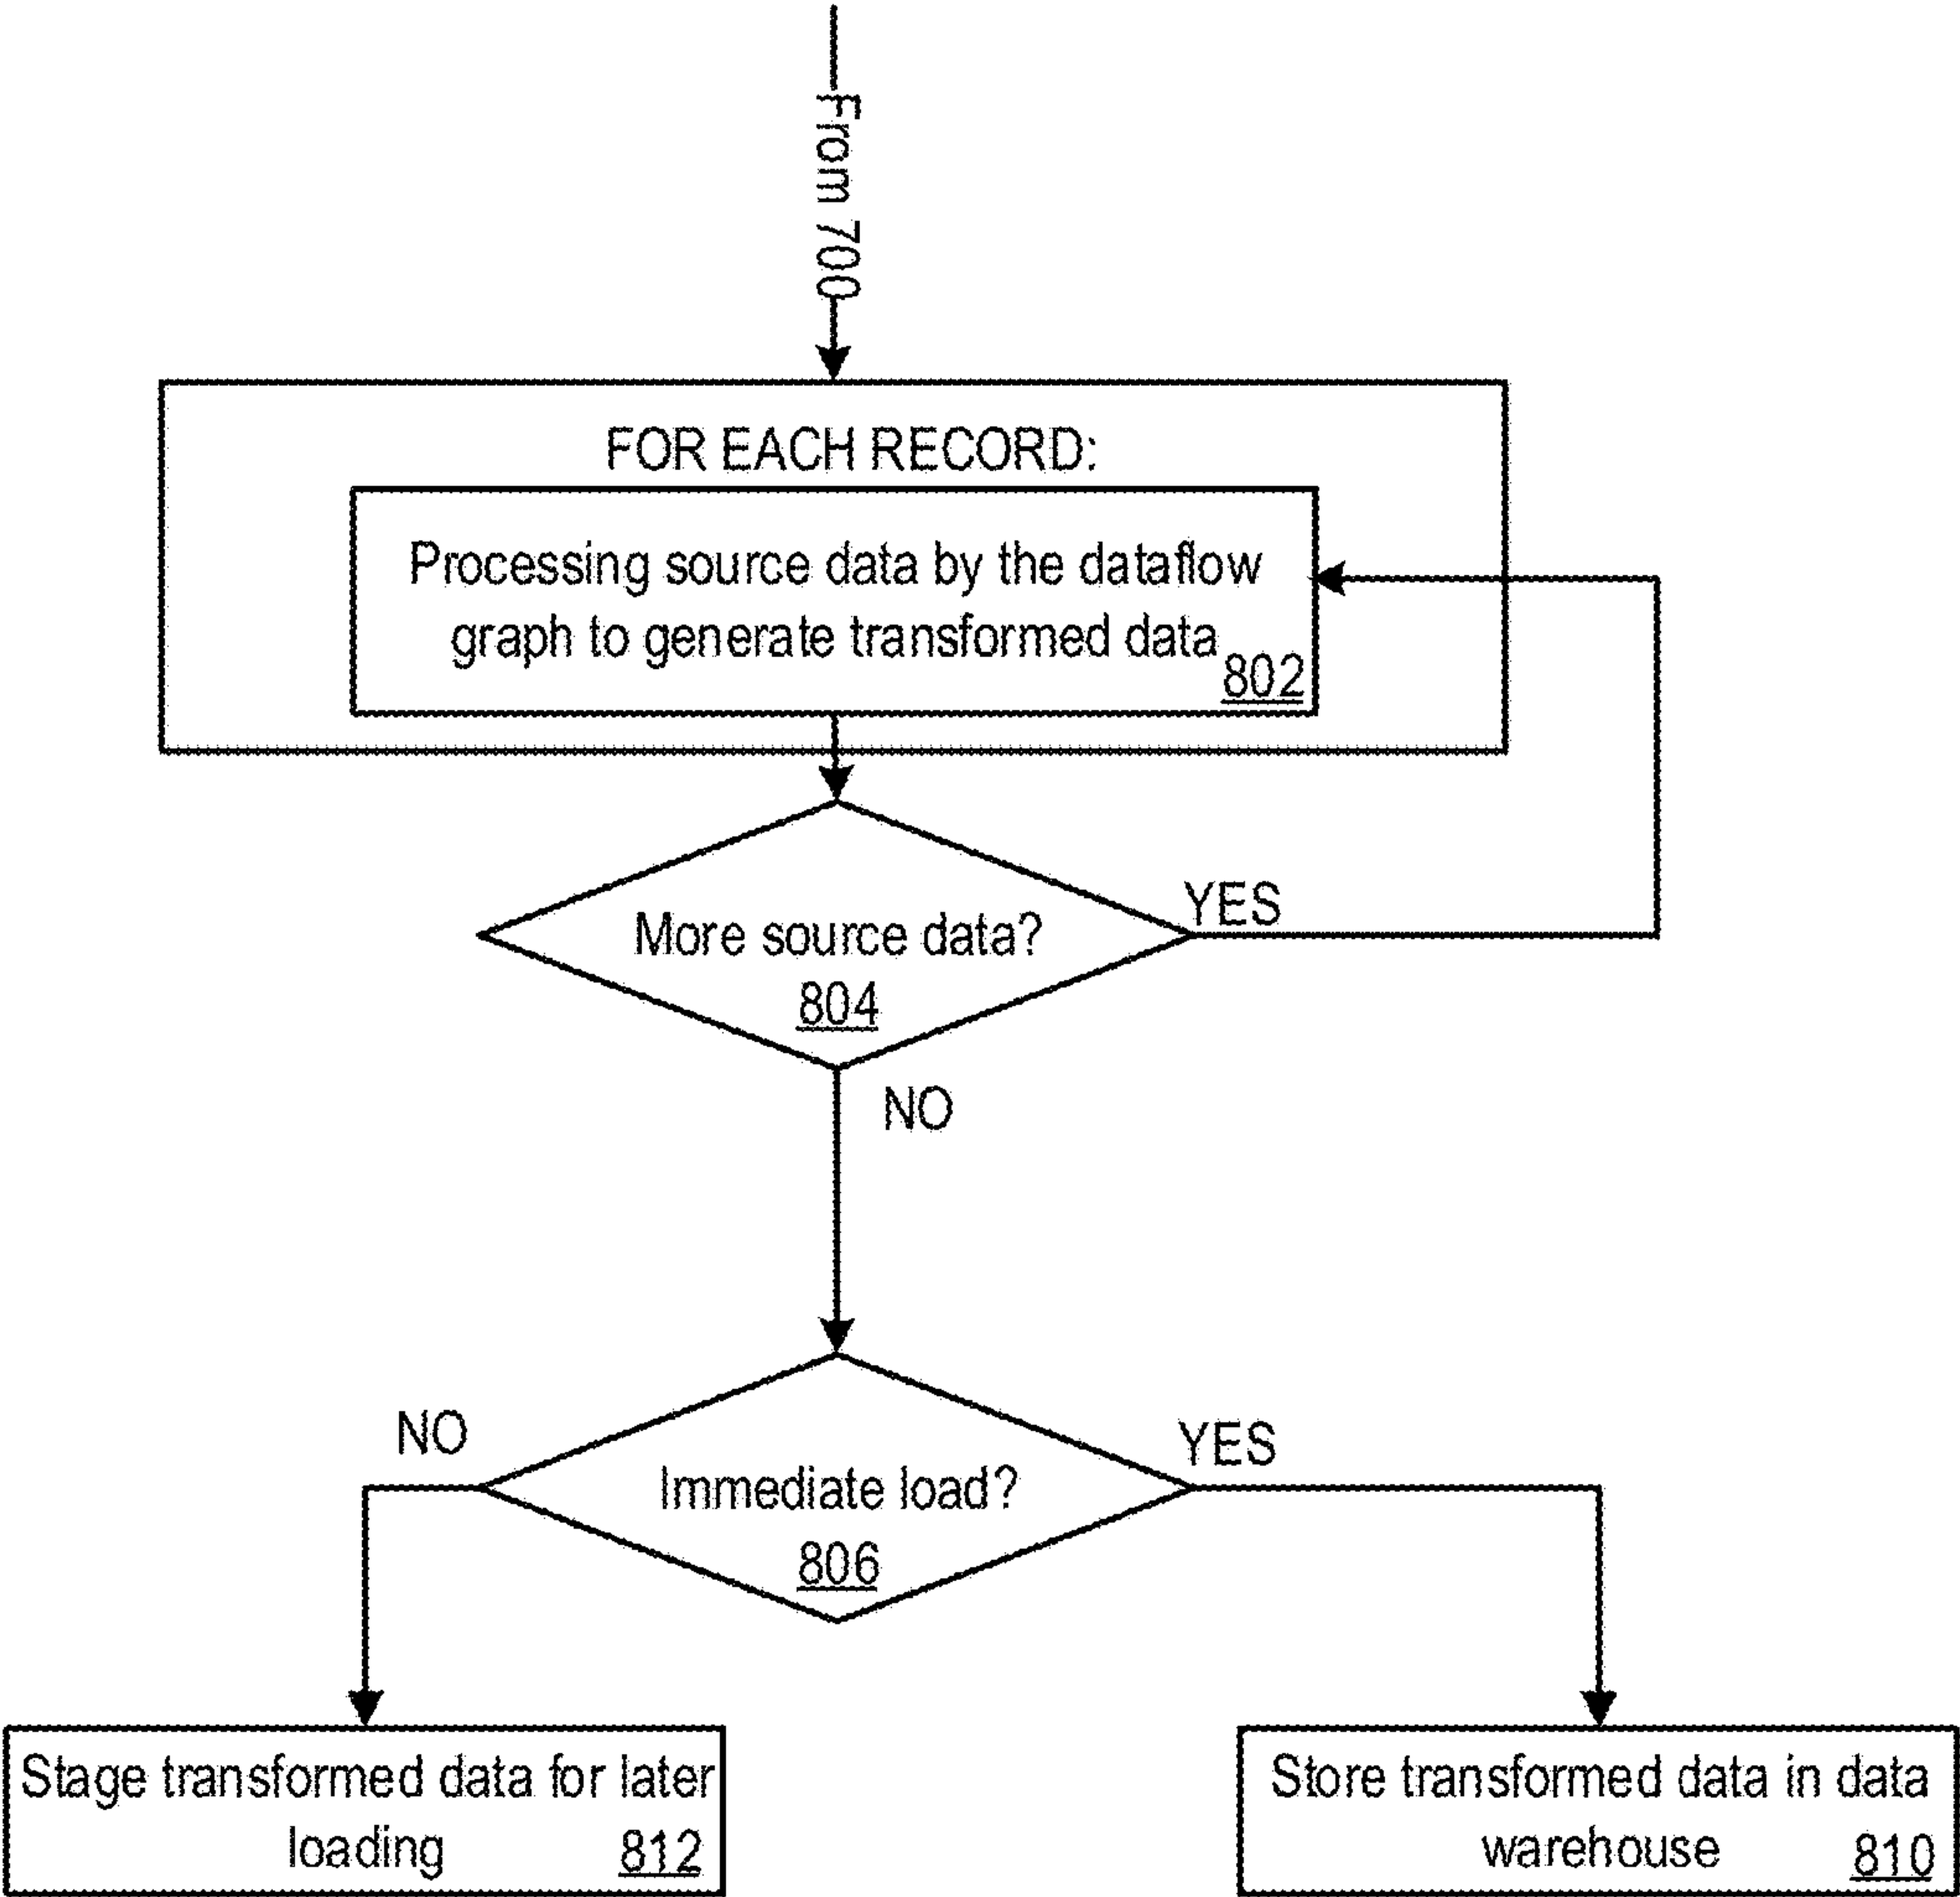 From 700
FOR EACH RECORD:
Processing source data by the dataflow
graph to generate transformed data
802
More source data?
804
YES
NO
Immediate load?
806
NO
YES
Stage transformed data for later
loading 812
Store transformed data in data
warehouse 810